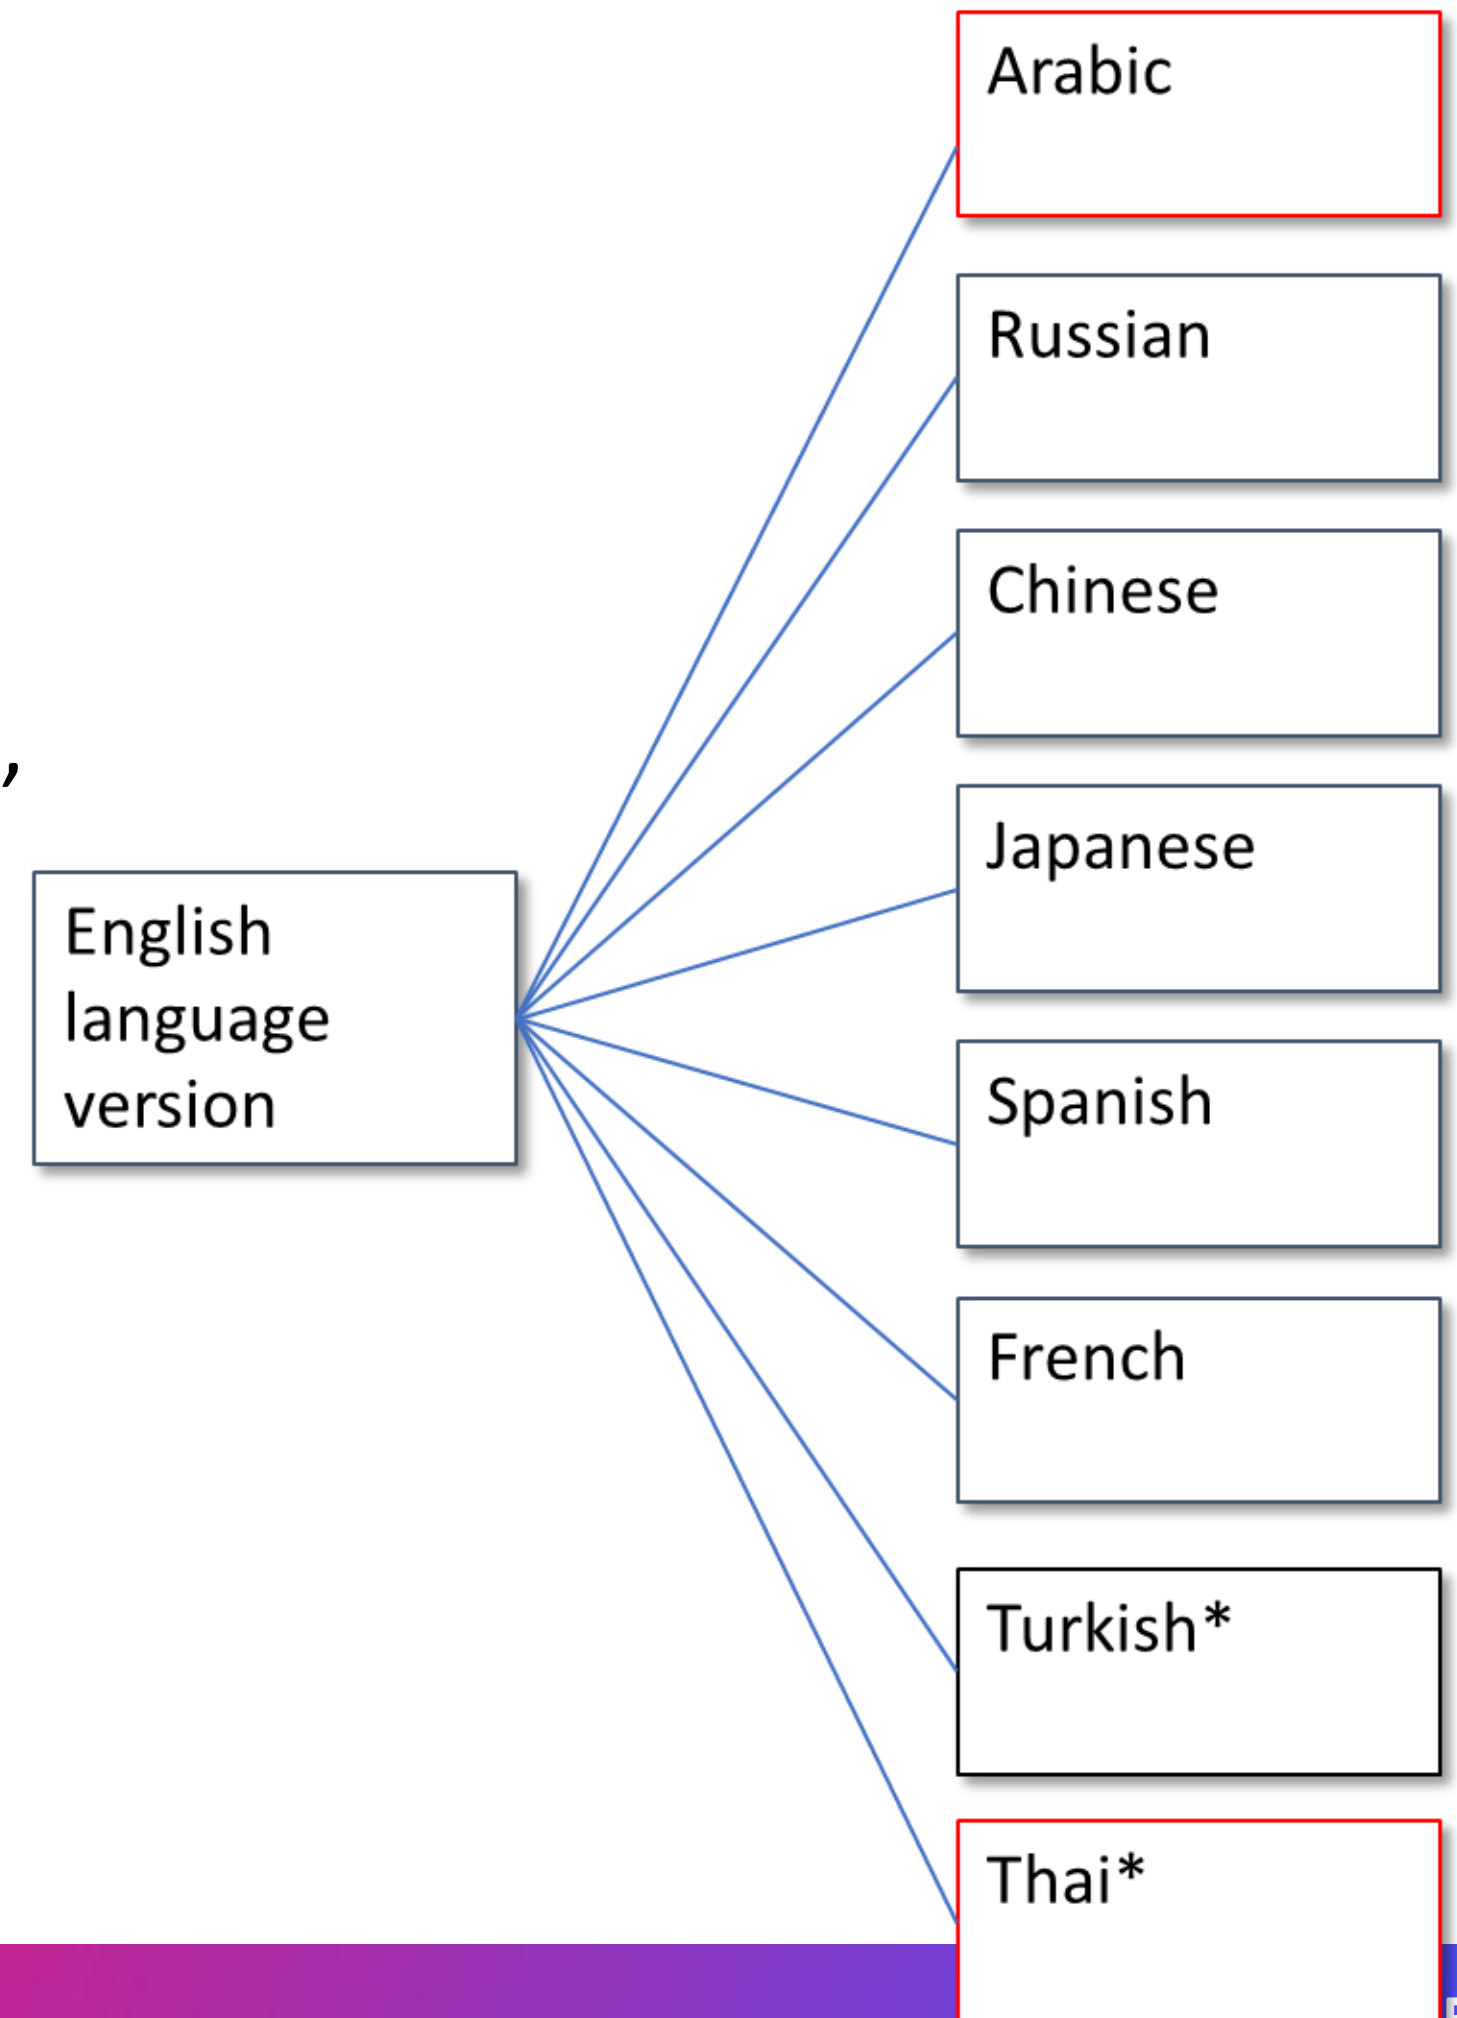 ,
English
language
version
Arabic
Russian
Chinese
Japanese
Spanish
French
Turkish*
Thai*